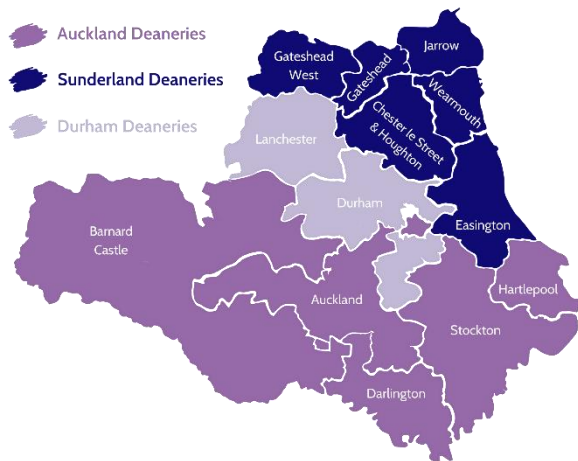 Auckland Deaneries
Sunderland Deaneries
Durham Deaneries
Jarrow
Gateshead
West
Gateshead
Wearmouth
Chester le Street
& Houghton
Lanchester
Durham
Easington
Barnard
Castle
Hartlepool
Auckland
Stockton
Darlington